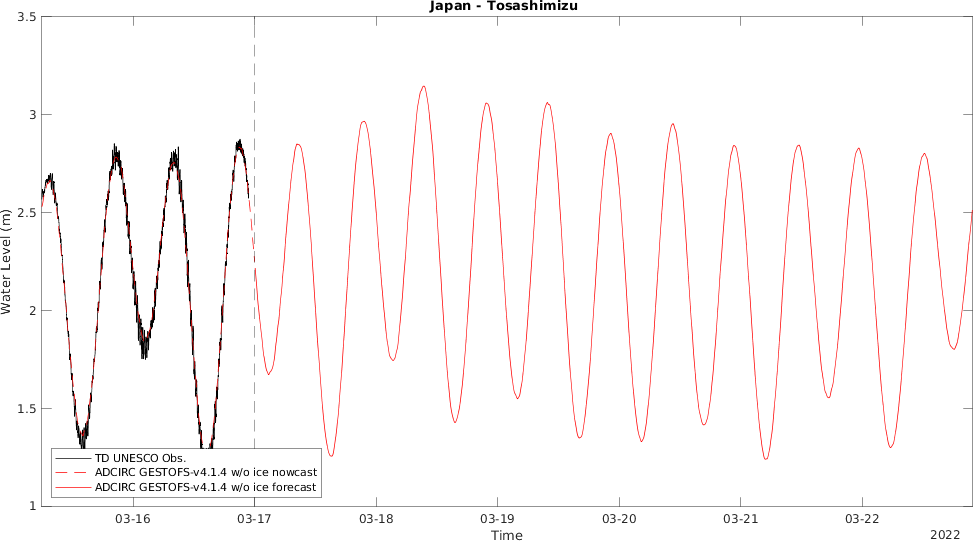 Japan - Tosashimizu
3.5
3
2.5
2
1.5
1
Water Level (m)
TD UNESCO Obs.
ADCIRC GESTOFS-v4.1.4 w/o ice nowcast
ADCIRC GESTOFS-v4.1.4 w/o ice forecast
03-16 03-17 03-18 03-19 03-20 03-21 03-22
Time
2022